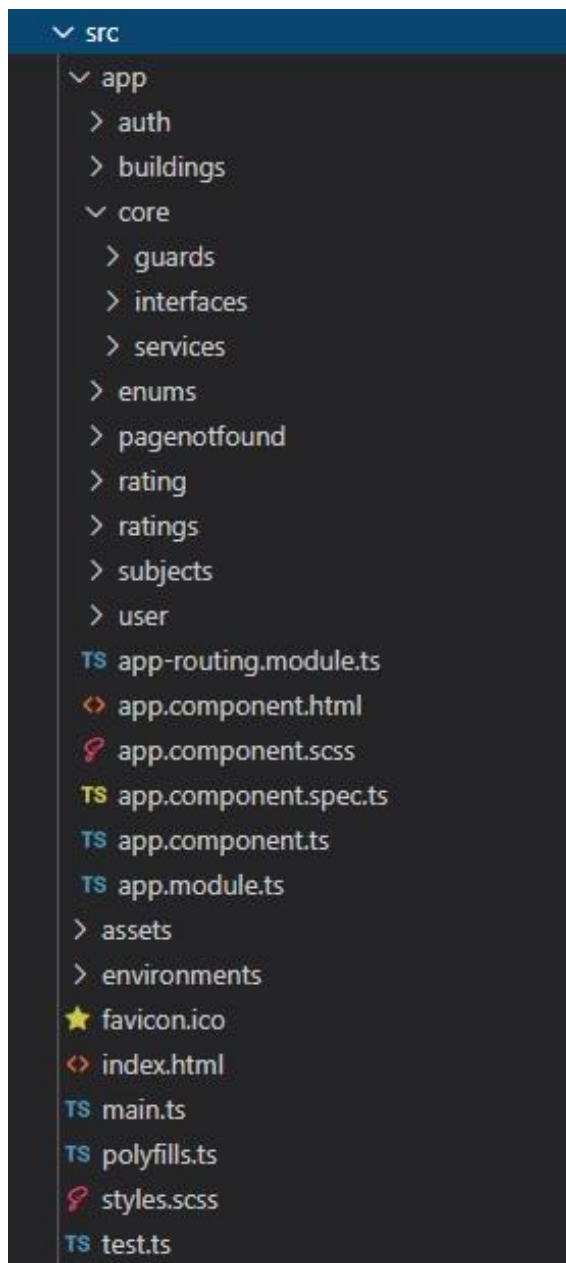 src
app
auth
buildings
core
guards
interfaces
services
enums
pagenotfound
rating
ratings
subjects
user
TS app-routing.module.ts
<> app.component.html
app.component.scss
TS app.component.spec.ts
TS app.component.ts
TS app.module.ts
assets
environments
favicon.ico
<> index.html
TS main.ts
TS polyfills.ts
styles.scss
TS test.ts